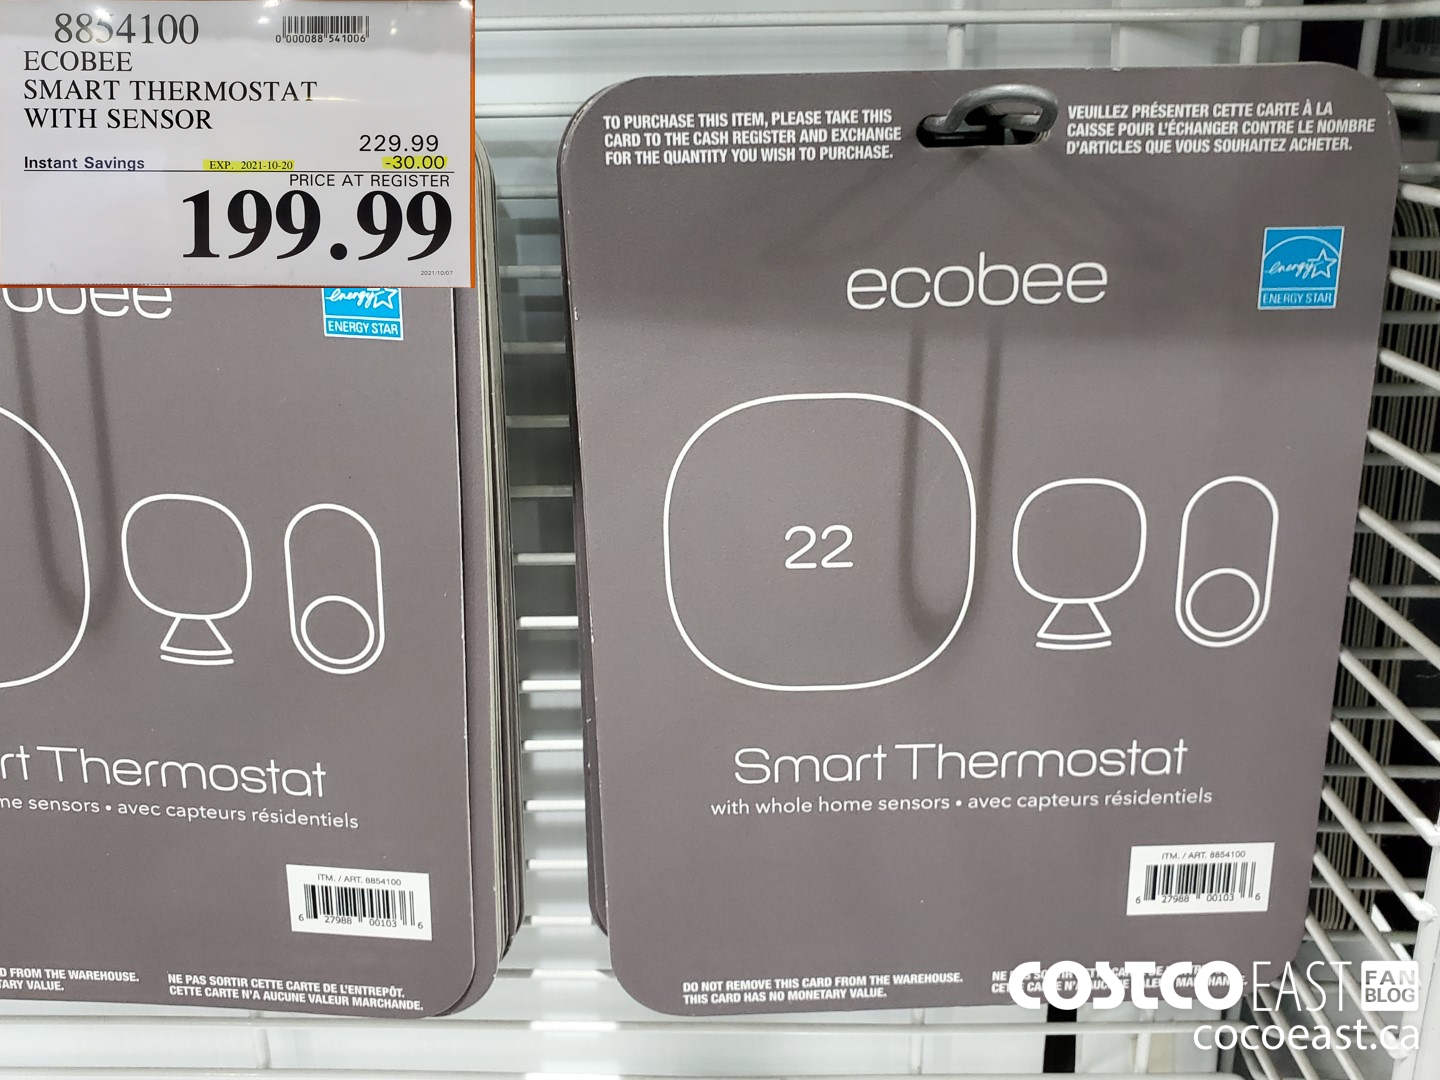 8854100
0 000088 541006
ECOBEE
SMART THERMOSTAT
WITH SENSOR
229.99
Instant Savings EXP. 2021-10-20 -30.00
PRICE AT REGISTER
199.99
2021/10/07
obee
energy
ENERGY STAR
rt Thermostat
me sensors • avec capteurs résidentiels
ITM. / ART. 8854100
6 27988 00103 6
D FROM THE WAREHOUSE.
TARY VALUE.
NE PAS SORTIR CETTE CARTE DE L'ENTREPÔT.
CETTE CARTE N'A AUCUNE VALEUR MARCHANDE.
TO PURCHASE THIS ITEM, PLEASE TAKE THIS
CARD TO THE CASH REGISTER AND EXCHANGE
FOR THE QUANTITY YOU WISH TO PURCHASE.
VEUILLEZ PRÉSENTER CETTE CARTE À LA
CAISSE POUR L'ÉCHANGER CONTRE LE NOMBRE
D'ARTICLES QUE VOUS SOUHAITEZ ACHETER.
ecobee
energy
ENERGY STAR
22
Smart Thermostat
with whole home sensors • avec capteurs résidentiels
ITM. / ART. 8854100
6 27988 00103 6
DO NOT REMOVE THIS CARD FROM THE WAREHOUSE.
THIS CARD HAS NO MONETARY VALUE.
COSTCO EAST FAN BLOG
cocoeast.ca